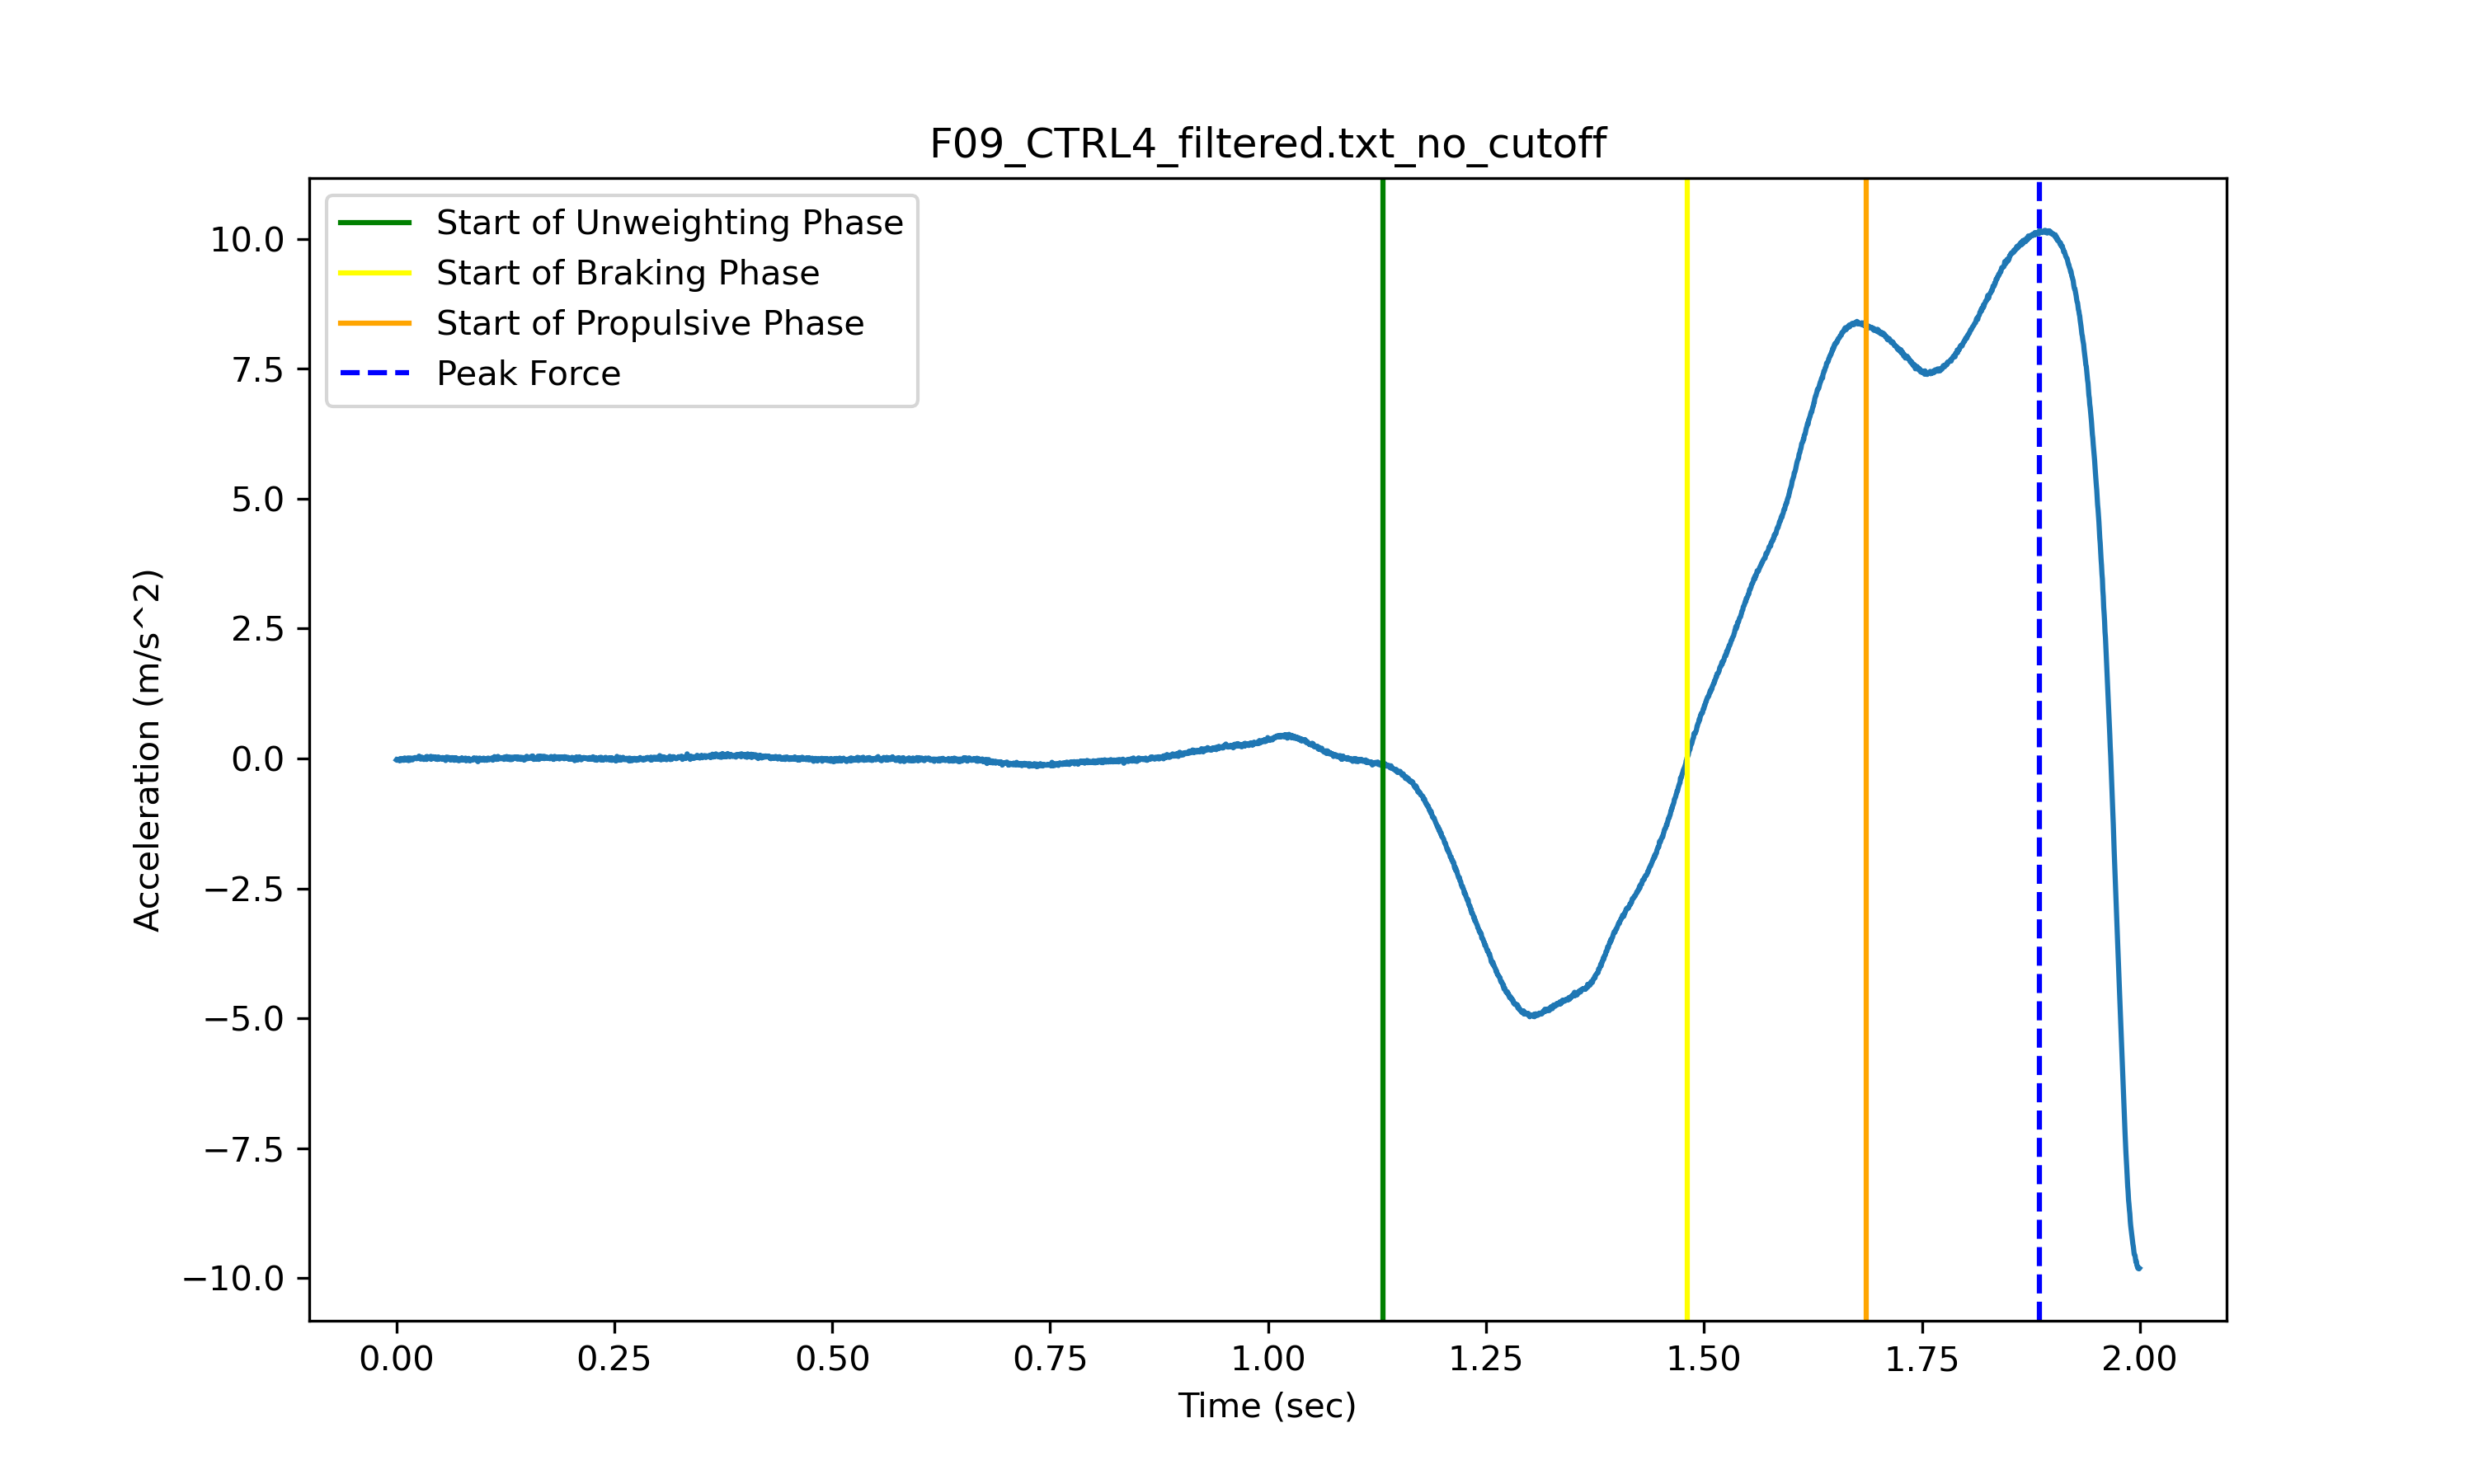 F09_CTRL4_filtered.txt_no_cutoff
Start of Unweighting Phase
Start of Braking Phase
Start of Propulsive Phase
Peak Force
Acceleration (m/s^2)
10.0
7.5
5.0
2.5
0.0
−2.5
−5.0
−7.5
−10.0
0.00 0.25 0.50 0.75 1.00 1.25 1.50 1.75 2.00
Time (sec)